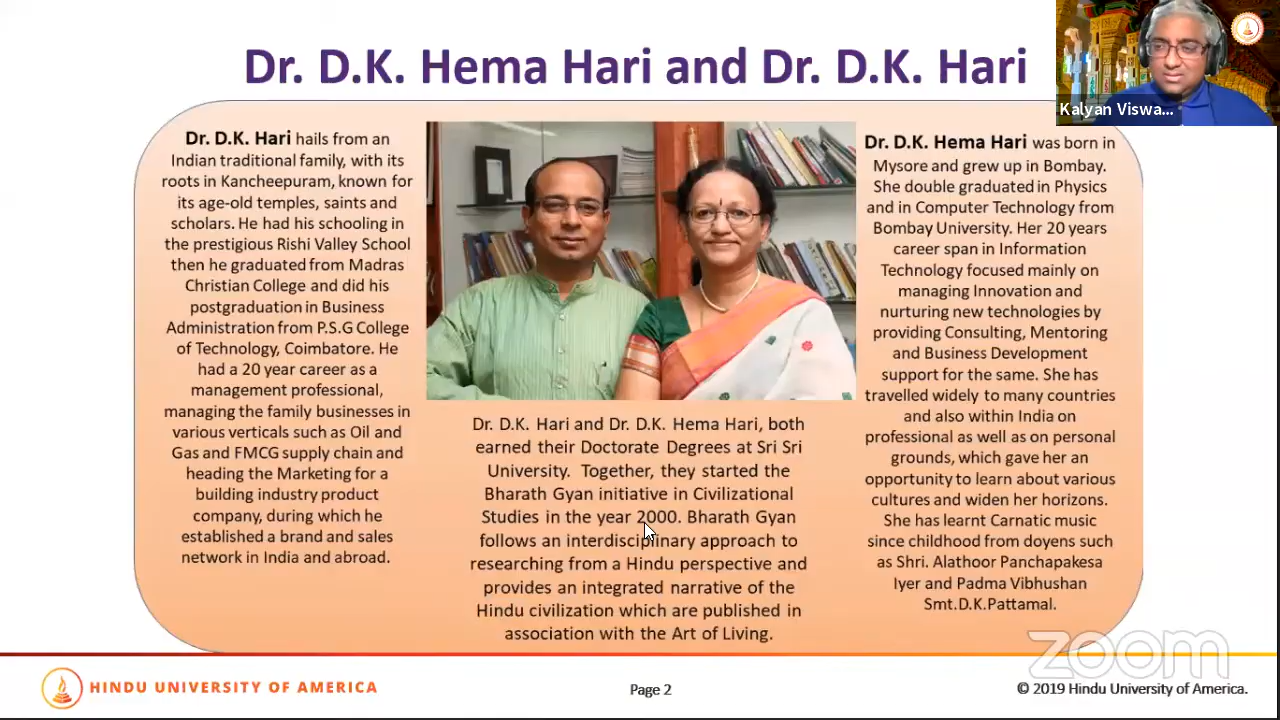 Dr. D.K. Hema Hari and Dr. D.K. Hari
Kalyan Viswa...
Dr. D.K. Hari hails from an
Indian traditional family, with its
roots in Kancheepuram, known for
its age-old temples, saints and
scholars. He had his schooling in
the prestigious Rishi Valley School
then he graduated from Madras
Christian College and did his
postgraduation in Business
Administration from P.S.G College
of Technology, Coimbatore. He
had a 20 year career as a
management professional,
managing the family businesses in
various verticals such as Oil and
Gas and FMCG supply chain and
heading the Marketing for a
building industry product
company, during which he
established a brand and sales
network in India and abroad.
Dr. D.K. Hari and Dr. D.K. Hema Hari, both
earned their Doctorate Degrees at Sri Sri
University. Together, they started the
Bharath Gyan initiative in Civilizational
Studies in the year 2000. Bharath Gyan
follows an interdisciplinary approach to
researching from a Hindu perspective and
provides an integrated narrative of the
Hindu civilization which are published in
association with the Art of Living.
Dr. D.K. Hema Hari was born in
Mysore and grew up in Bombay.
She double graduated in Physics
and in Computer Technology from
Bombay University. Her 20 years
career span in Information
Technology focused mainly on
managing Innovation and
nurturing new technologies by
providing Consulting, Mentoring
and Business Development
support for the same. She has
travelled widely to many countries
and also within India on
professional as well as on personal
grounds, which gave her an
opportunity to learn about various
cultures and widen her horizons.
She has learnt Carnatic music
since childhood from doyens such
as Shri. Alathoor Panchapakesa
Iyer and Padma Vibhushan
Smt.D.K.Pattamal.
zoom
HINDU UNIVERSITY OF AMERICA
Page 2
© 2019 Hindu University of America.